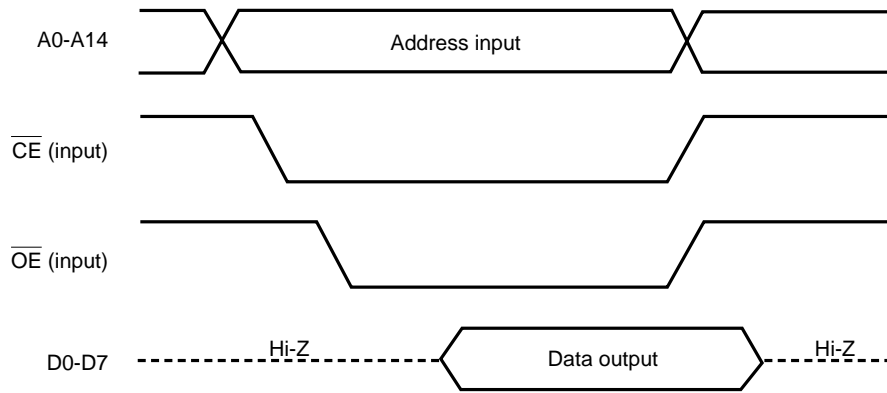 A0-A14
Address input
CE (input)
OE (input)
D0-D7
Hi-Z
Data output
Hi-Z